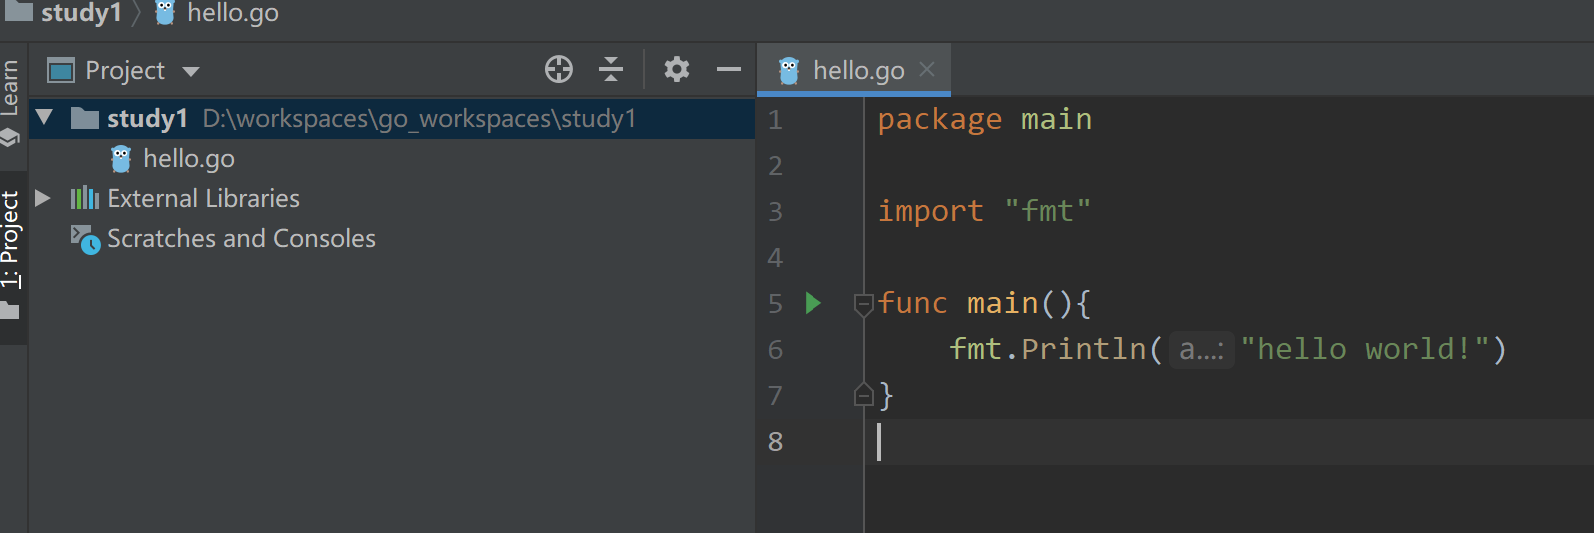 study1 hello.go
Learn
1: Project
Project
study1 D:\workspaces\go_workspaces\study1
hello.go
External Libraries
Scratches and Consoles
hello.go
1 package main
2
3 import "fmt"
4
5 func main(){
6 fmt.Println( a...: "hello world!")
7 }
8